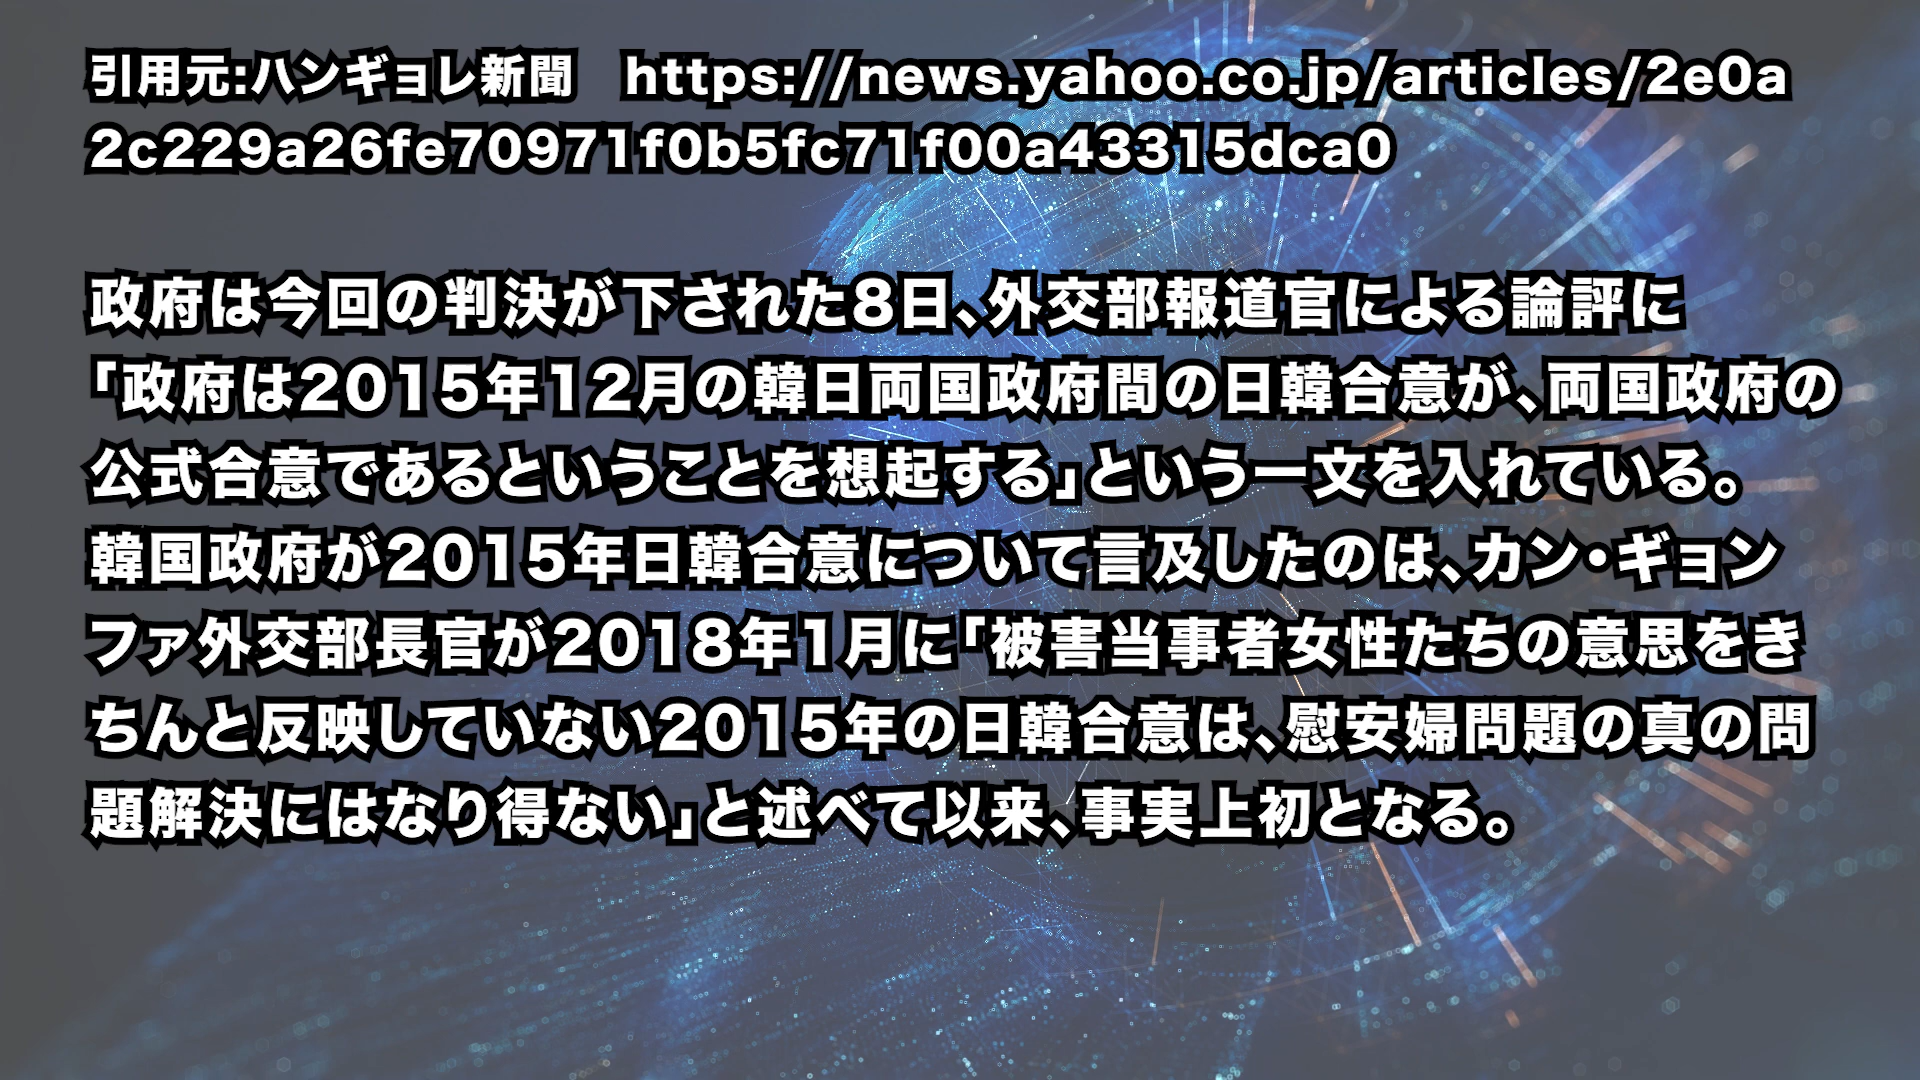 引用元:ハンギョレ新聞　https://news.yahoo.co.jp/articles/2e0a
2c229a26fe70971f0b5fc71f00a43315dca0
政府は今回の判決が下された8日、外交部報道官による論評に
「政府は2015年12月の韓日両国政府間の日韓合意が、両国政府の
公式合意であるということを想起する」という一文を入れている。
韓国政府が2015年日韓合意について言及したのは、カン・ギョン
ファ外交部長官が2018年1月に「被害当事者女性たちの意思をき
ちんと反映していない2015年の日韓合意は、慰安婦問題の真の問
題解決にはなり得ない」と述べて以来、事実上初となる。